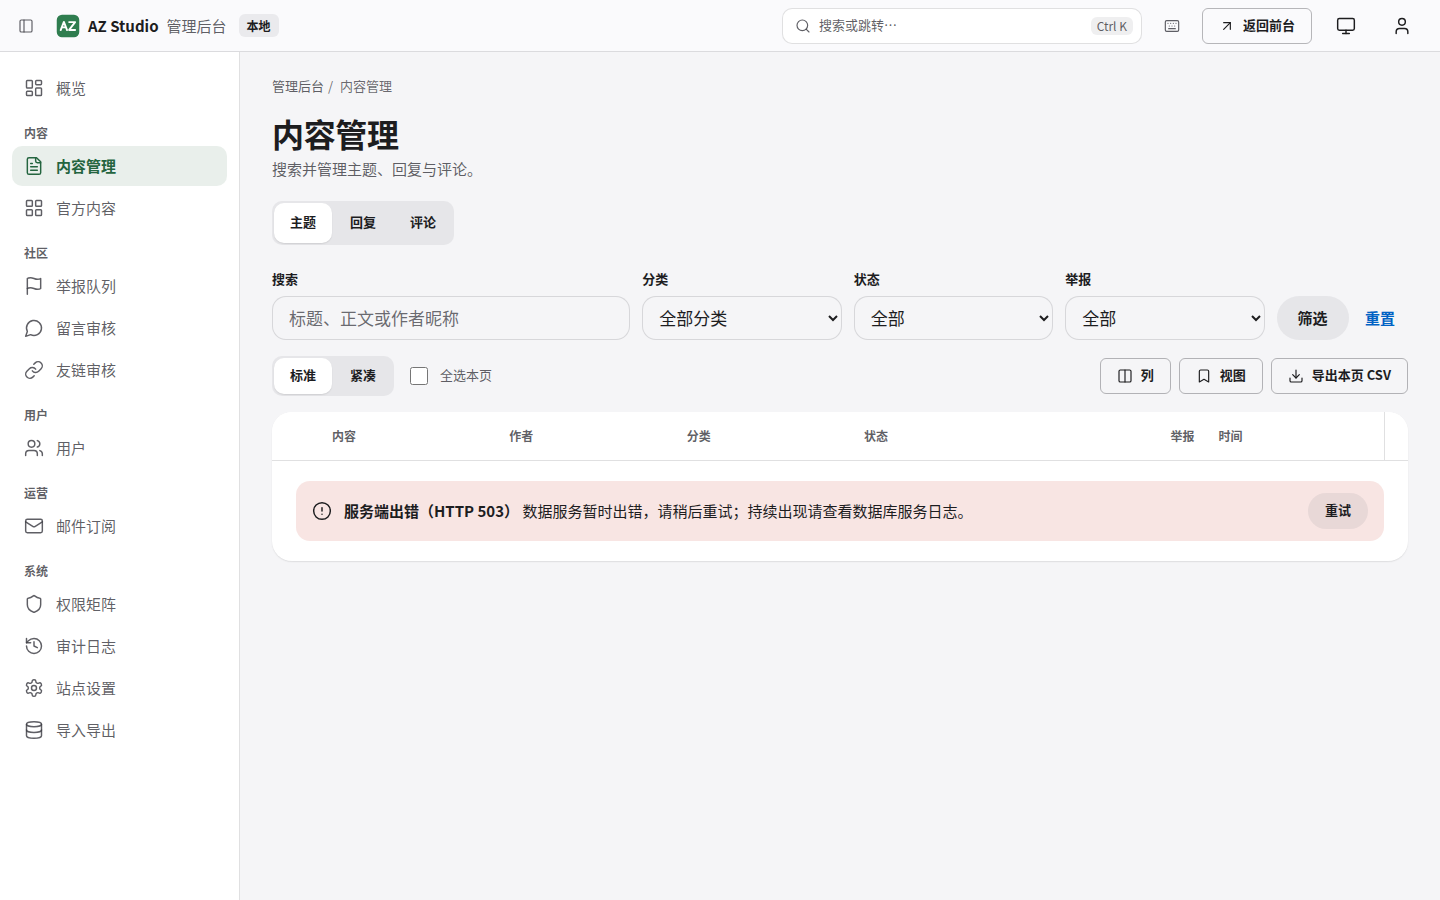 AZ Studio 管理后台 本地
搜索或跳转… Ctrl K
返回前台
概览
内容
内容管理
官方内容
社区
举报队列
留言审核
友链审核
用户
用户
运营
邮件订阅
系统
权限矩阵
审计日志
站点设置
导入导出
管理后台 / 内容管理
内容管理
搜索并管理主题、回复与评论。
主题 回复 评论
搜索 分类 状态 举报
标题、正文或作者昵称 全部分类 全部 全部 筛选 重置
标准 紧凑 全选本页 列 视图 导出本页 CSV
内容 作者 分类 状态 举报 时间
服务端出错（HTTP 503） 数据服务暂时出错，请稍后重试；持续出现请查看数据库服务日志。 重试